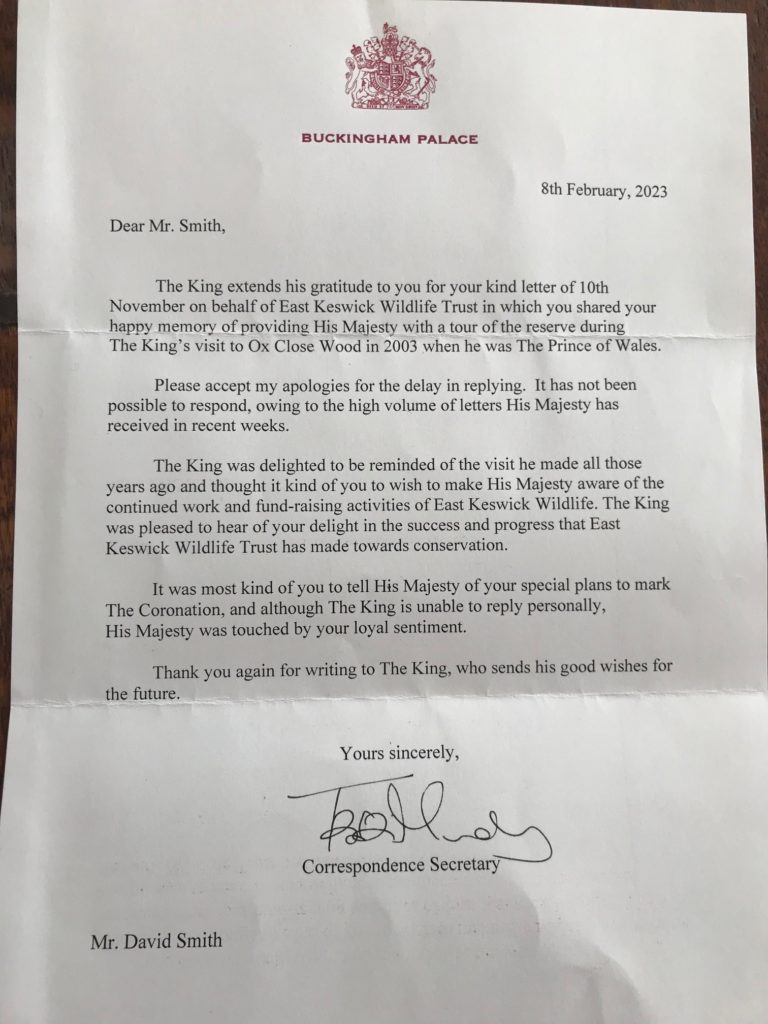 BUCKINGHAM PALACE
8th February, 2023
Dear Mr. Smith,
The King extends his gratitude to you for your kind letter of 10th
November on behalf of East Keswick Wildlife Trust in which you shared your
happy memory of providing His Majesty with a tour of the reserve during
The King's visit to Ox Close Wood in 2003 when he was The Prince of Wales.
Please accept my apologies for the delay in replying. It has not been
possible to respond, owing to the high volume of letters His Majesty has
received in recent weeks.
The King was delighted to be reminded of the visit he made all those
years ago and thought it kind of you to wish to make His Majesty aware of the
continued work and fund-raising activities of East Keswick Wildlife. The King
was pleased to hear of your delight in the success and progress that East
Keswick Wildlife Trust has made towards conservation.
It was most kind of you to tell His Majesty of your special plans to mark
The Coronation, and although The King is unable to reply personally,
His Majesty was touched by your loyal sentiment.
Thank you again for writing to The King, who sends his good wishes for
the future.
Yours sincerely,
Correspondence Secretary
Mr. David Smith